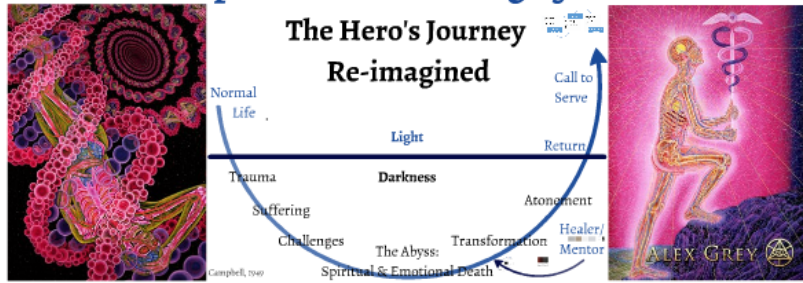 The Hero's Journey
Re-imagined
Normal
Life
Call to
Serve
Light
Return
Trauma
Darkness
Suffering
Atonement
Challenges
The Abyss:
Transformation
Healer/
Mentor
Spiritual & Emotional Death
Campbell, 1949
ALEX GREY